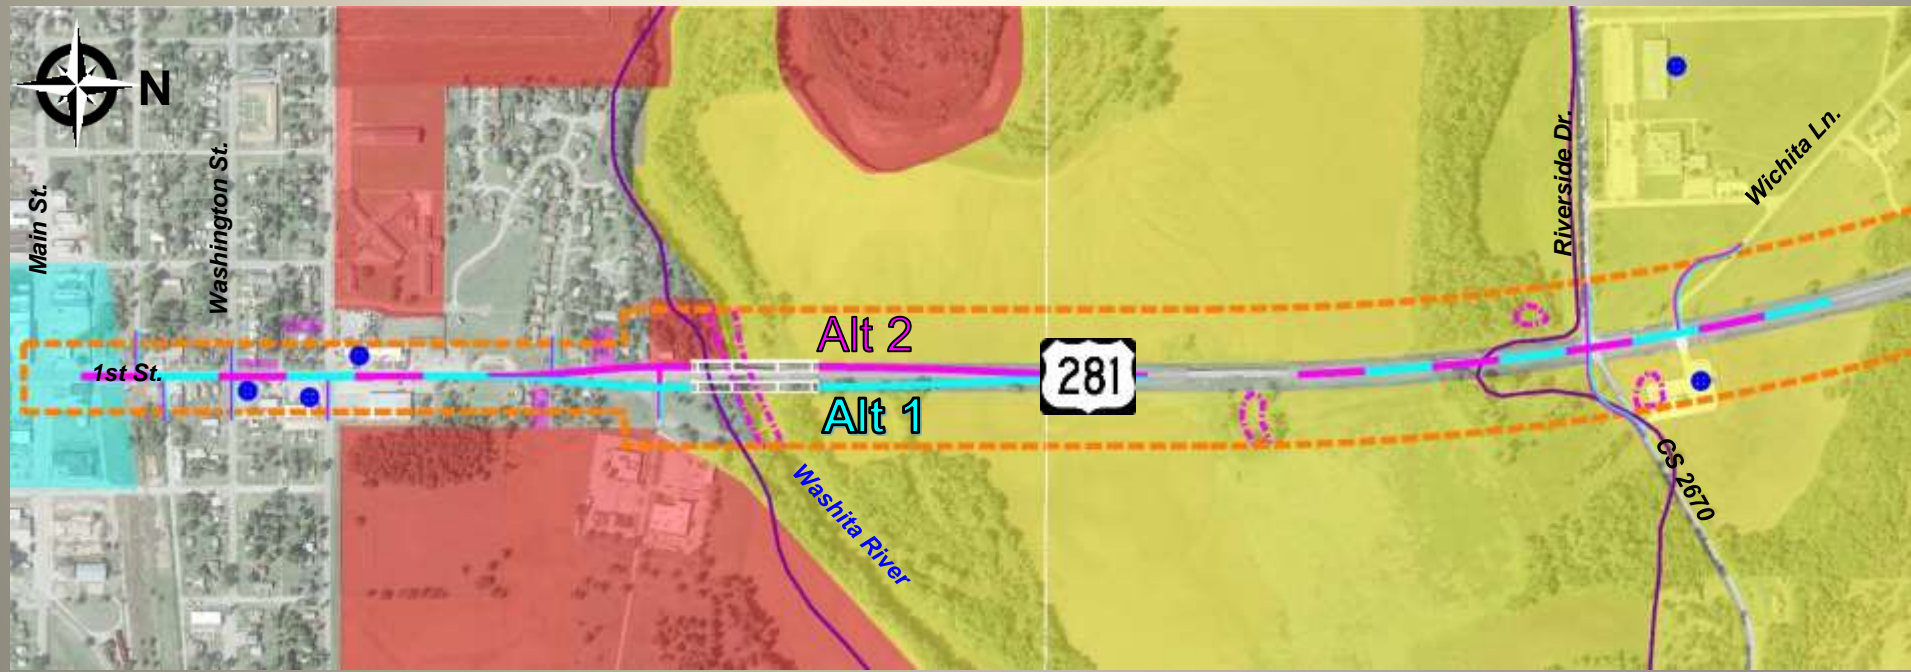 N
Main St.
Washington St.
1st St.
Alt 2
Alt 1
281
Washita River
Riverside Dr.
Wichita Ln.
CS 2670